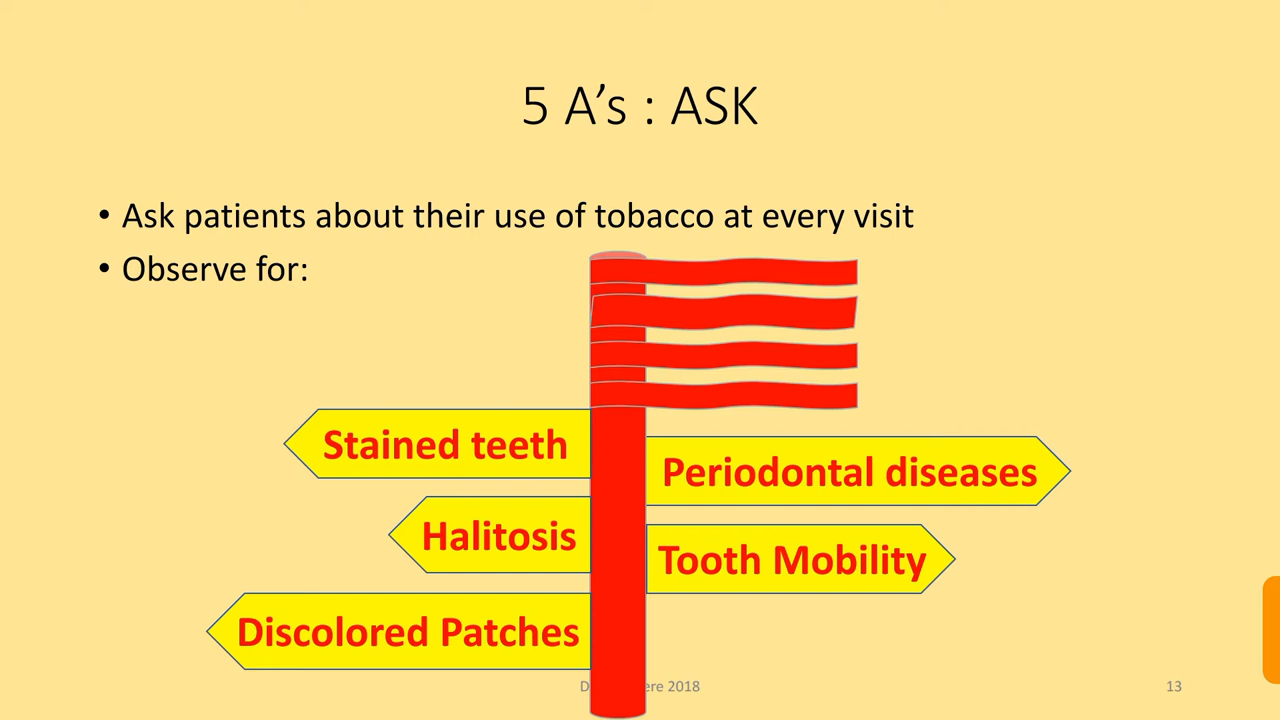 5 A’s : ASK
• Ask patients about their use of tobacco at every visit
• Observe for:
Stained teeth
Periodontal diseases
Halitosis
Tooth Mobility
Discolored Patches
2018
13